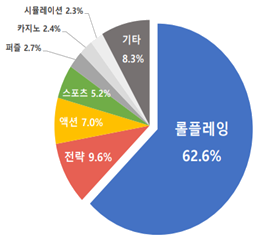 시뮬레이션 2.3%
카지노 2.4%
퍼즐 2.7%
기타
8.3%
스포츠 5.2%
액션 7.0%
전략 9.6%
롤플레잉
62.6%